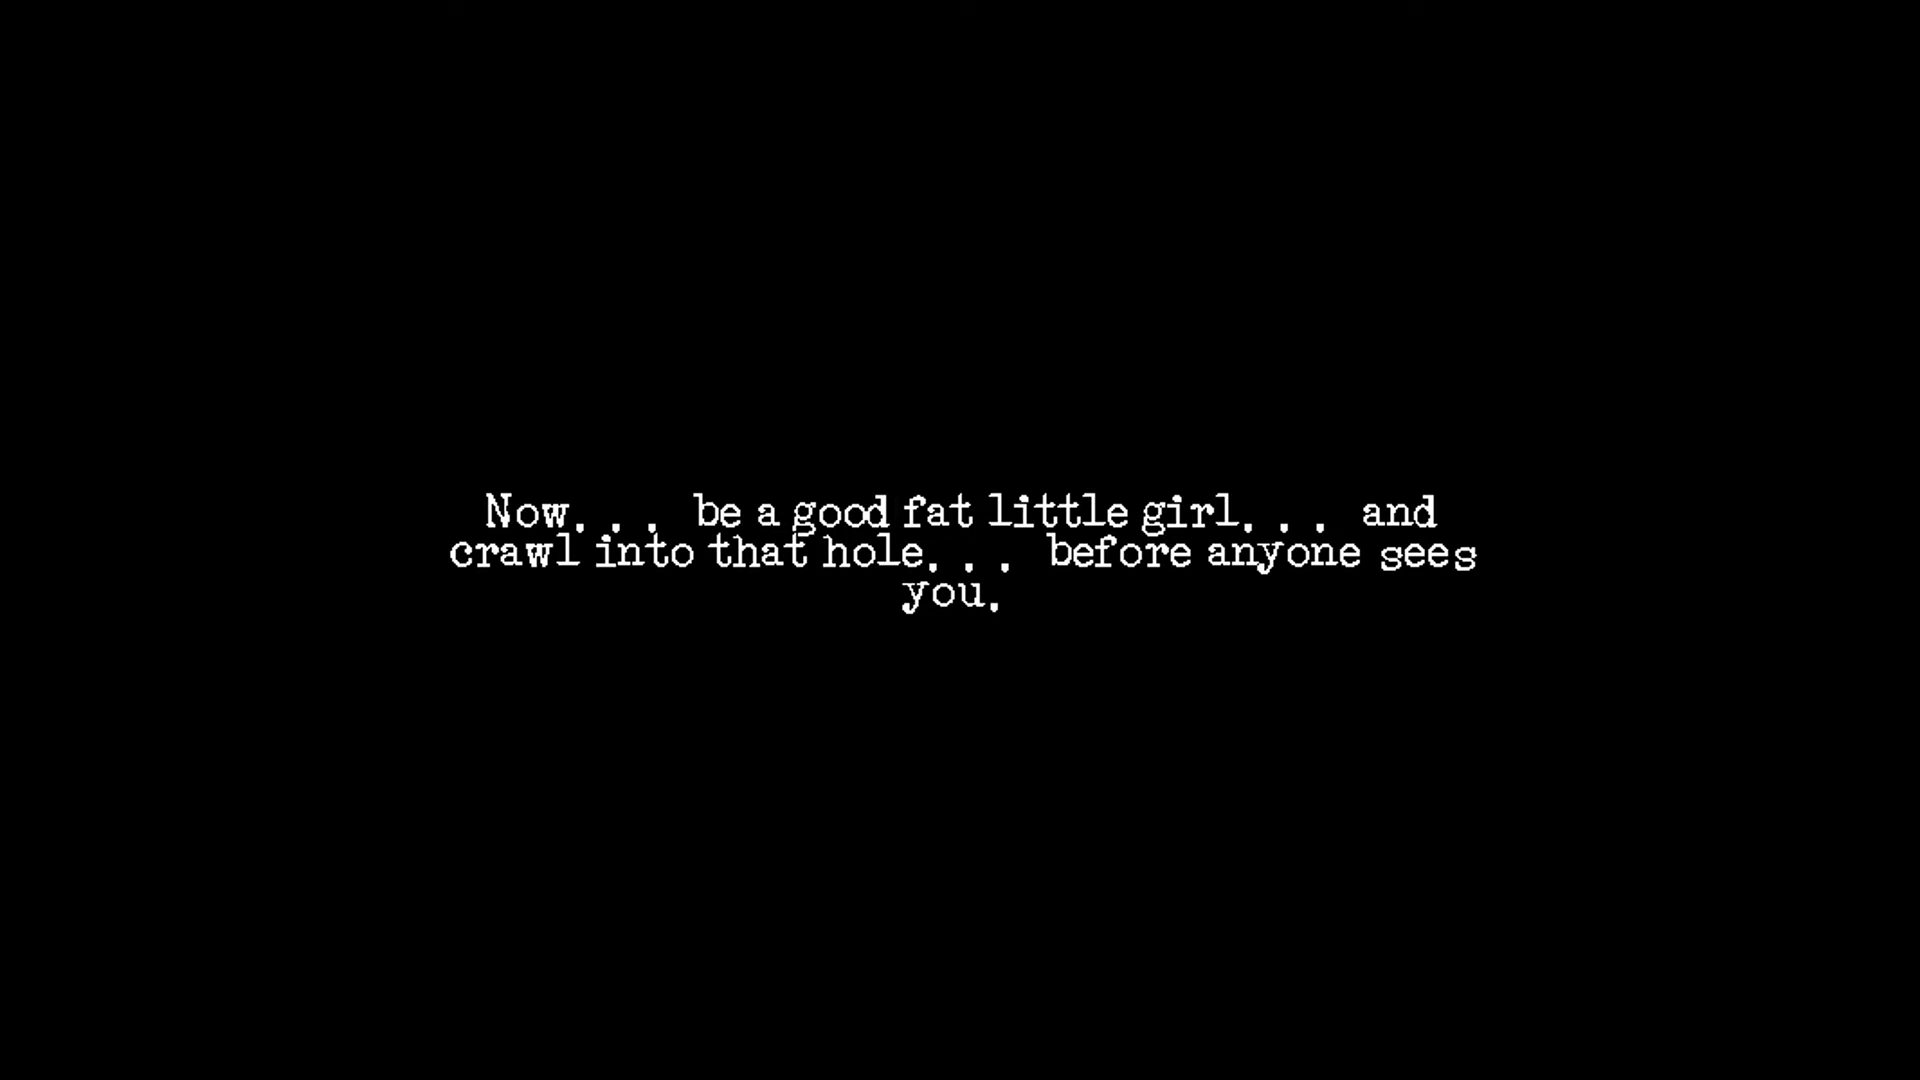 Now... be a good fat little girl... and
crawl into that hole... before anyone sees
you.